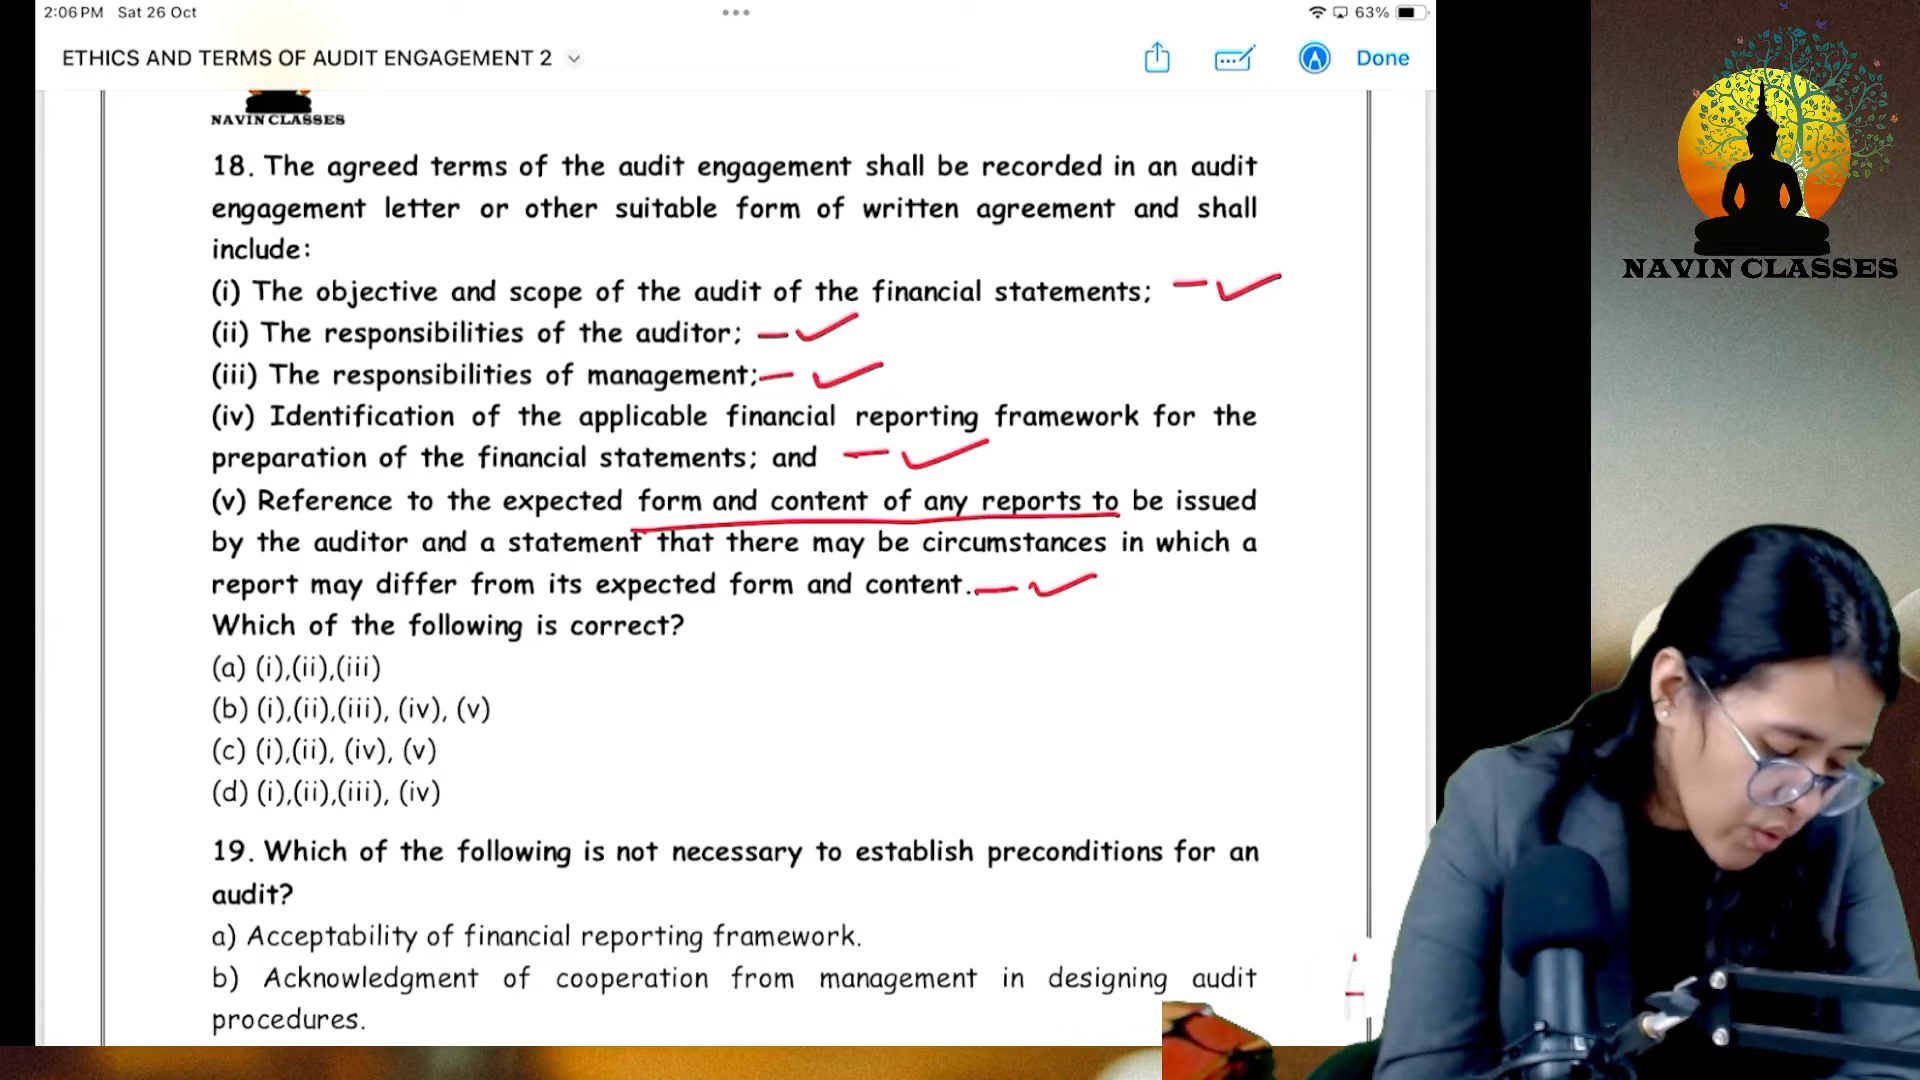 2:06 PM Sat 26 Oct
63%
ETHICS AND TERMS OF AUDIT ENGAGEMENT 2
Done
NAVIN CLASSES
18. The agreed terms of the audit engagement shall be recorded in an audit
engagement letter or other suitable form of written agreement and shall
include:
(i) The objective and scope of the audit of the financial statements;
(ii) The responsibilities of the auditor;
(iii) The responsibilities of management;
(iv) Identification of the applicable financial reporting framework for the
preparation of the financial statements; and
(v) Reference to the expected form and content of any reports to be issued
by the auditor and a statement that there may be circumstances in which a
report may differ from its expected form and content.
Which of the following is correct?
(a) (i),(ii),(iii)
(b) (i),(ii),(iii), (iv), (v)
(c) (i),(ii), (iv), (v)
(d) (i),(ii),(iii), (iv)
19. Which of the following is not necessary to establish preconditions for an
audit?
a) Acceptability of financial reporting framework.
b) Acknowledgment of cooperation from management in designing audit
procedures.
NAVIN CLASSES